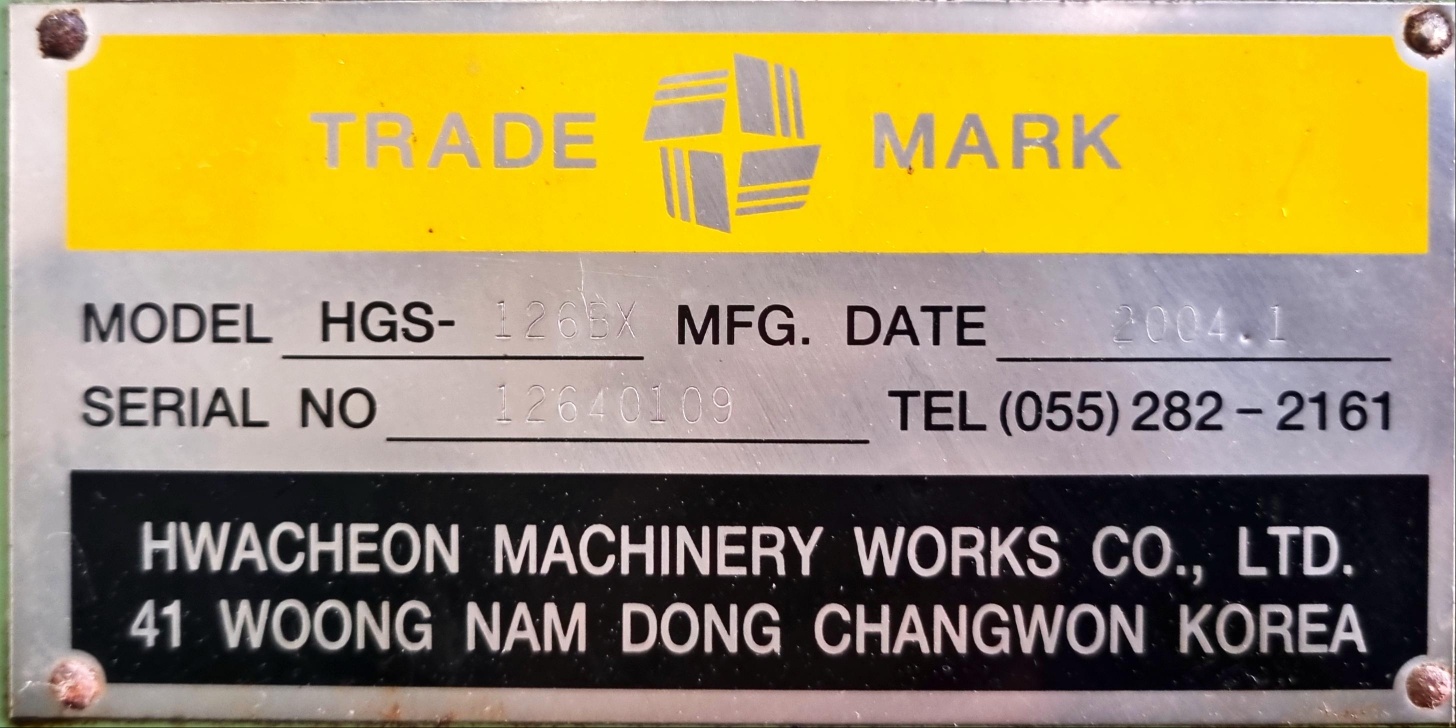 TRADE MARK
MODEL HGS- 126BX MFG. DATE 2004.1
SERIAL NO 12640109 TEL (055) 282-2161
HWACHEON MACHINERY WORKS CO., LTD.
41 WOONG NAM DONG CHANGWON KOREA